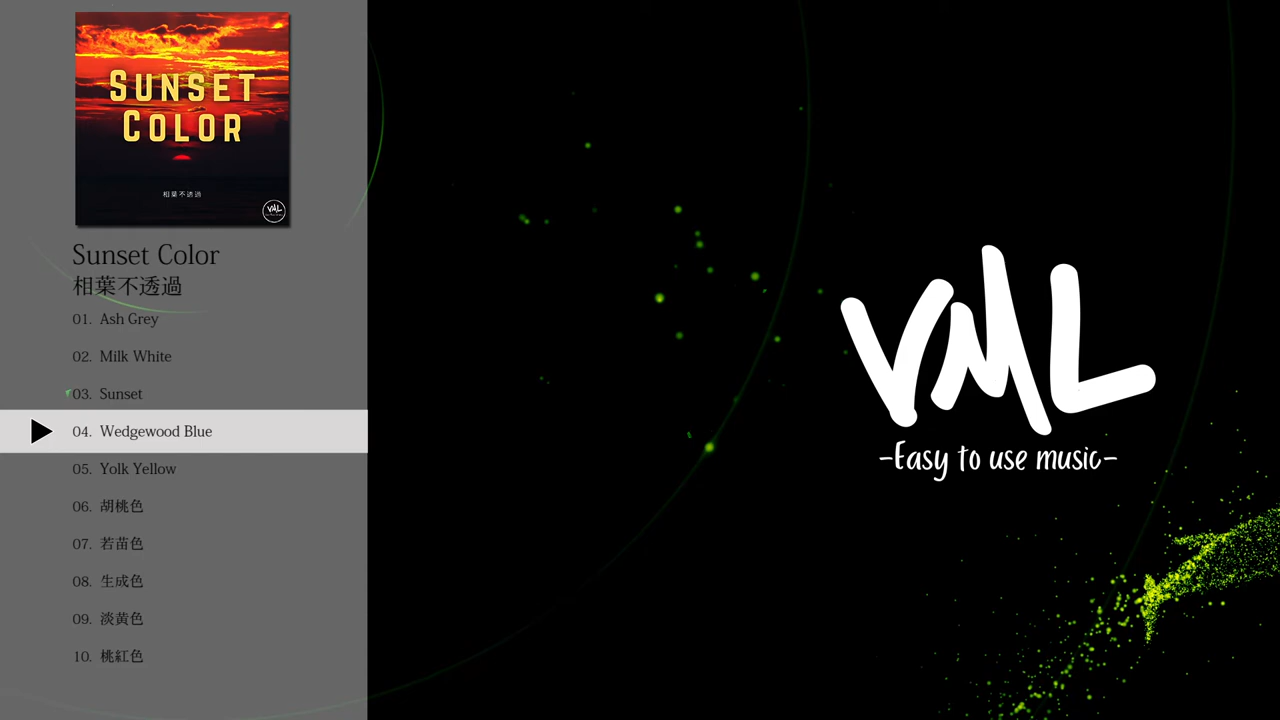 SUNSET
COLOR
相葉不透過
VML
Sunset Color
相葉不透過
01. Ash Grey
02. Milk White
03. Sunset
04. Wedgewood Blue
05. Yolk Yellow
06. 胡桃色
07. 若苗色
08. 生成色
09. 淡黄色
10. 桃紅色
VML
-Easy to use music-